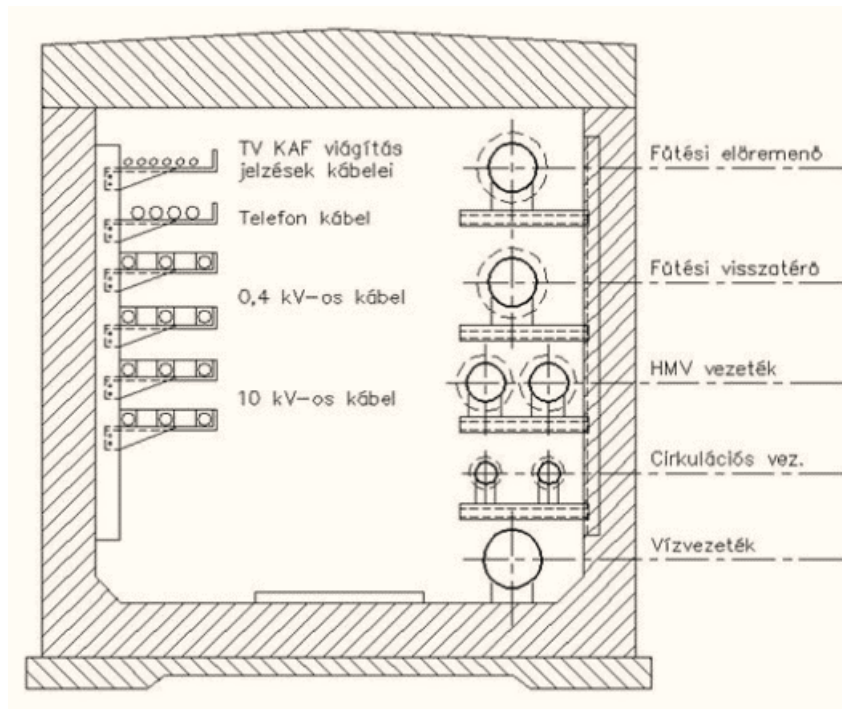 TV KAF viágítás
jelzések kábelei
Telefon kábel
0,4 kV-os kábel
10 kV-os kábel
Fűtési előremenő
Fűtési visszatérő
HMV vezeték
Cirkulációs vez.
Vízvezeték